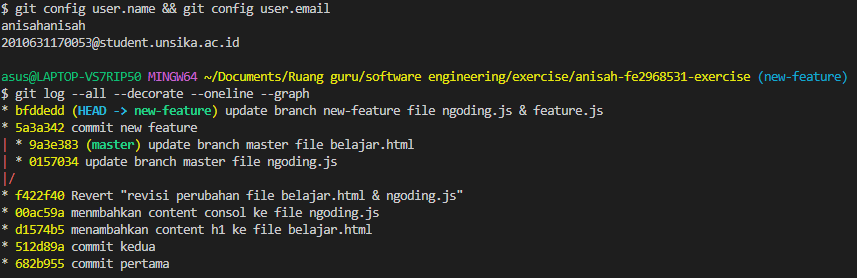 $ git config user.name && git config user.email
anisahanisah
2010631170053@student.unsika.ac.id
asus@LAPTOP-VS7RIP50 MINGW64 ~/Documents/Ruang guru/software engineering/exercise/anisah-fe2968531-exercise (new-feature)
$ git log --all --decorate --oneline --graph
* bfddedd (HEAD -> new-feature) update branch new-feature file ngoding.js & feature.js
* 5a3a342 commit new feature
| * 9a3e383 (master) update branch master file belajar.html
| * 0157034 update branch master file ngoding.js
|/
* f422f40 Revert "revisi perubahan file belajar.html & ngoding.js"
* 00ac59a menmbahkan content consol ke file ngoding.js
* d1574b5 menambahkan content h1 ke file belajar.html
* 512d89a commit kedua
* 682b955 commit pertama